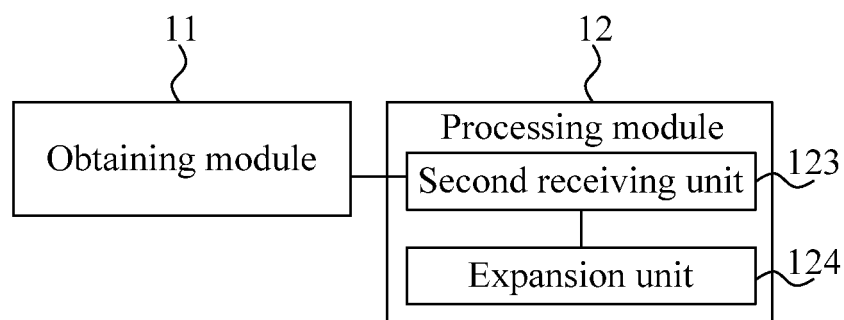 11
12
Obtaining module
Processing module
Second receiving unit
123
Expansion unit
124